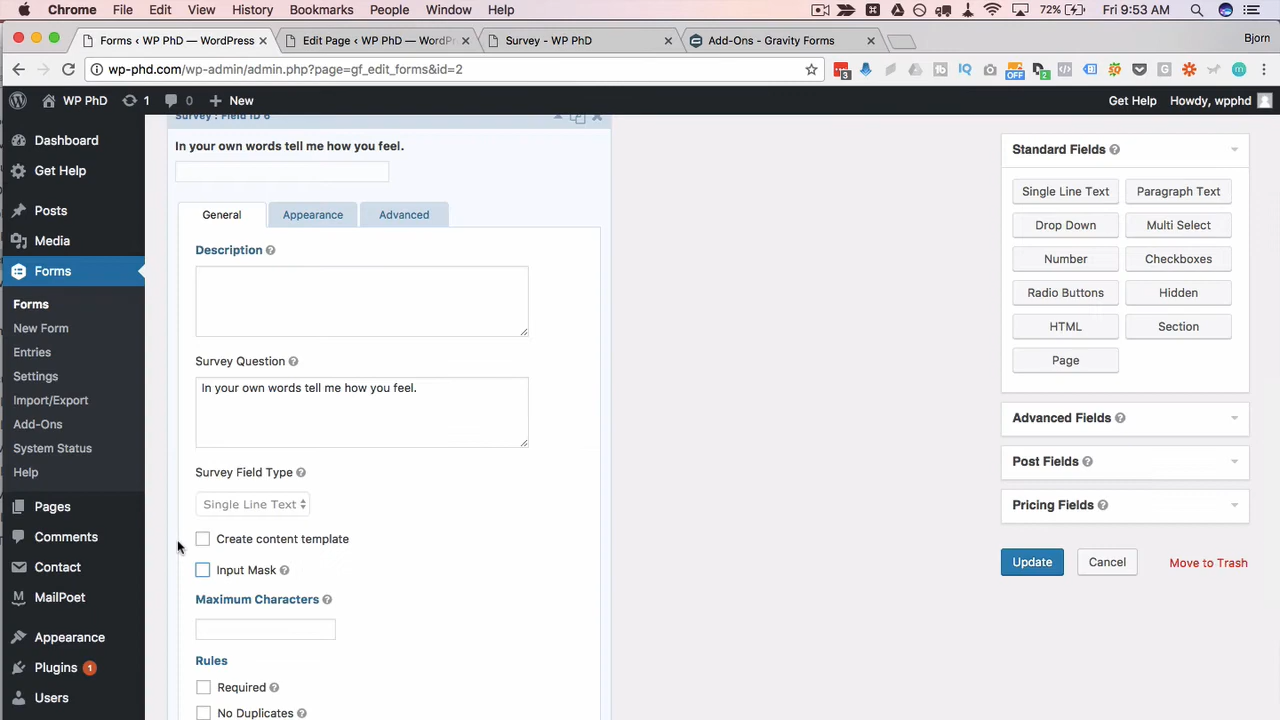 Chrome File Edit View History Bookmarks People Window Help 72% Fri 9:53 AM
Forms ‹ WP PhD — WordPress Edit Page ‹ WP PhD — WordPr Survey - WP PhD Add-Ons - Gravity Forms Bjorn
wp-phd.com/wp-admin/admin.php?page=gf_edit_forms&id=2
WP PhD 1 0 New Get Help Howdy, wpphd
Dashboard
Get Help
Posts
Media
Forms
Forms
New Form
Entries
Settings
Import/Export
Add-Ons
System Status
Help
Pages
Comments
Contact
MailPoet
Appearance
Plugins 1
Users
Survey : Field ID 6
In your own words tell me how you feel.
General Appearance Advanced
Description
Survey Question
In your own words tell me how you feel.
Survey Field Type
Single Line Text
Create content template
Input Mask
Maximum Characters
Rules
Required
No Duplicates
Standard Fields
Single Line Text Paragraph Text
Drop Down Multi Select
Number Checkboxes
Radio Buttons Hidden
HTML Section
Page
Advanced Fields
Post Fields
Pricing Fields
Update Cancel Move to Trash